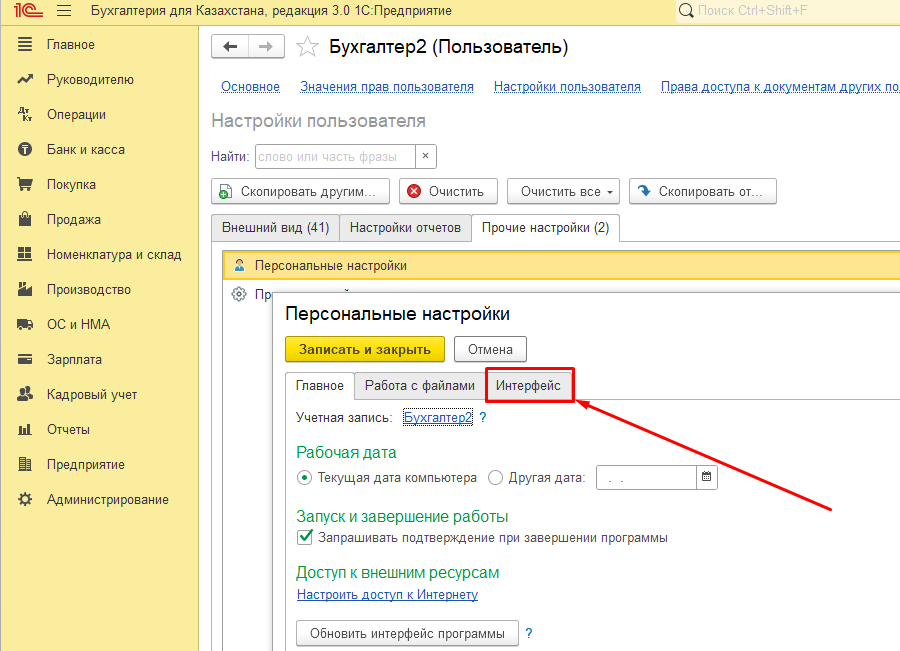 1С Бухгалтерия для Казахстана, редакция 3.0 1С:Предприятие Поиск Ctrl+Shift+F
Главное
Руководителю
Операции
Банк и касса
Покупка
Продажа
Номенклатура и склад
Производство
ОС и НМА
Зарплата
Кадровый учет
Отчеты
Предприятие
Администрирование
Бухгалтер2 (Пользователь)
Основное Значения прав пользователя Настройки пользователя Права доступа к документам других по
Настройки пользователя
Найти: слово или часть фразы ×
Скопировать другим... Очистить Очистить все Скопировать от...
Внешний вид (41) Настройки отчетов Прочие настройки (2)
Персональные настройки
Персональные настройки
Записать и закрыть Отмена
Главное Работа с файлами Интерфейс
Учетная запись: Бухгалтер2 ?
Рабочая дата
Текущая дата компьютера Другая дата: . .
Запуск и завершение работы
Запрашивать подтверждение при завершении программы
Доступ к внешним ресурсам
Настроить доступ к Интернету
Обновить интерфейс программы ?